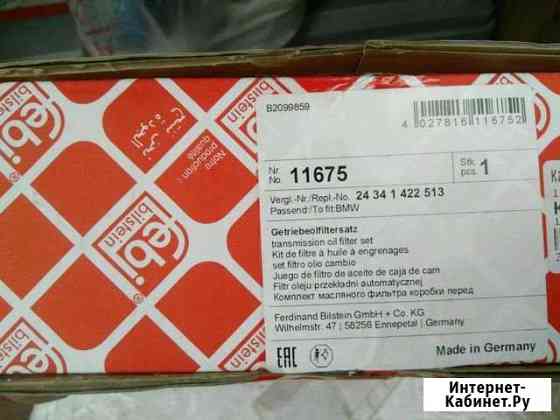 B2099859
4 027816 116752
Nr. No. 11675
Stk. pcs. 1
Vergl.-Nr./Repl.-No. 24 34 1 422 513
Passend/To fit:BMW
Getriebeolfiltersatz
transmission oil filter set
Kit de filtre à huile à engrenages
set filtro olio cambio
Juego de filtro de aceite de caja de cam
Filtr oleju przekładni automatycznej
Комплект масляного фильтра коробки перед
Ferdinand Bilstein GmbH + Co. KG
Wilhelmstr. 47 | 58256 Ennepetal | Germany
EAC
Made in Germany
febi
bilstein
febi
bilstein
Notre
production
qualité
Интернет-
Кабинет.Ру